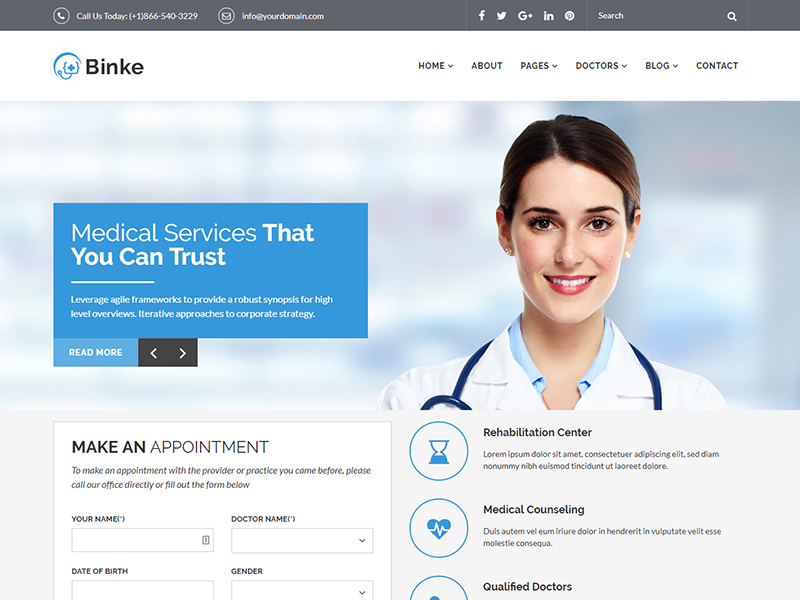 Call Us Today: (+1)866-540-3229
info@yourdomain.com
Search
Binke
HOME
ABOUT
PAGES
DOCTORS
BLOG
CONTACT
Medical Services That
You Can Trust
Leverage agile frameworks to provide a robust synopsis for high
level overviews. Iterative approaches to corporate strategy.
READ MORE
MAKE AN APPOINTMENT
To make an appointment with the provider or practice you came before, please
call our office directly or fill out the form below
YOUR NAME(*)
DOCTOR NAME(*)
DATE OF BIRTH
GENDER
Rehabilitation Center
Lorem ipsum dolor sit amet, consectetuer adipiscing elit, sed diam
nonummy nibh euismod tincidunt ut laoreet dolore.
Medical Counseling
Duis autem vel eum iriure dolor in hendrerit in vulputate velit esse
molestie consequa.
Qualified Doctors